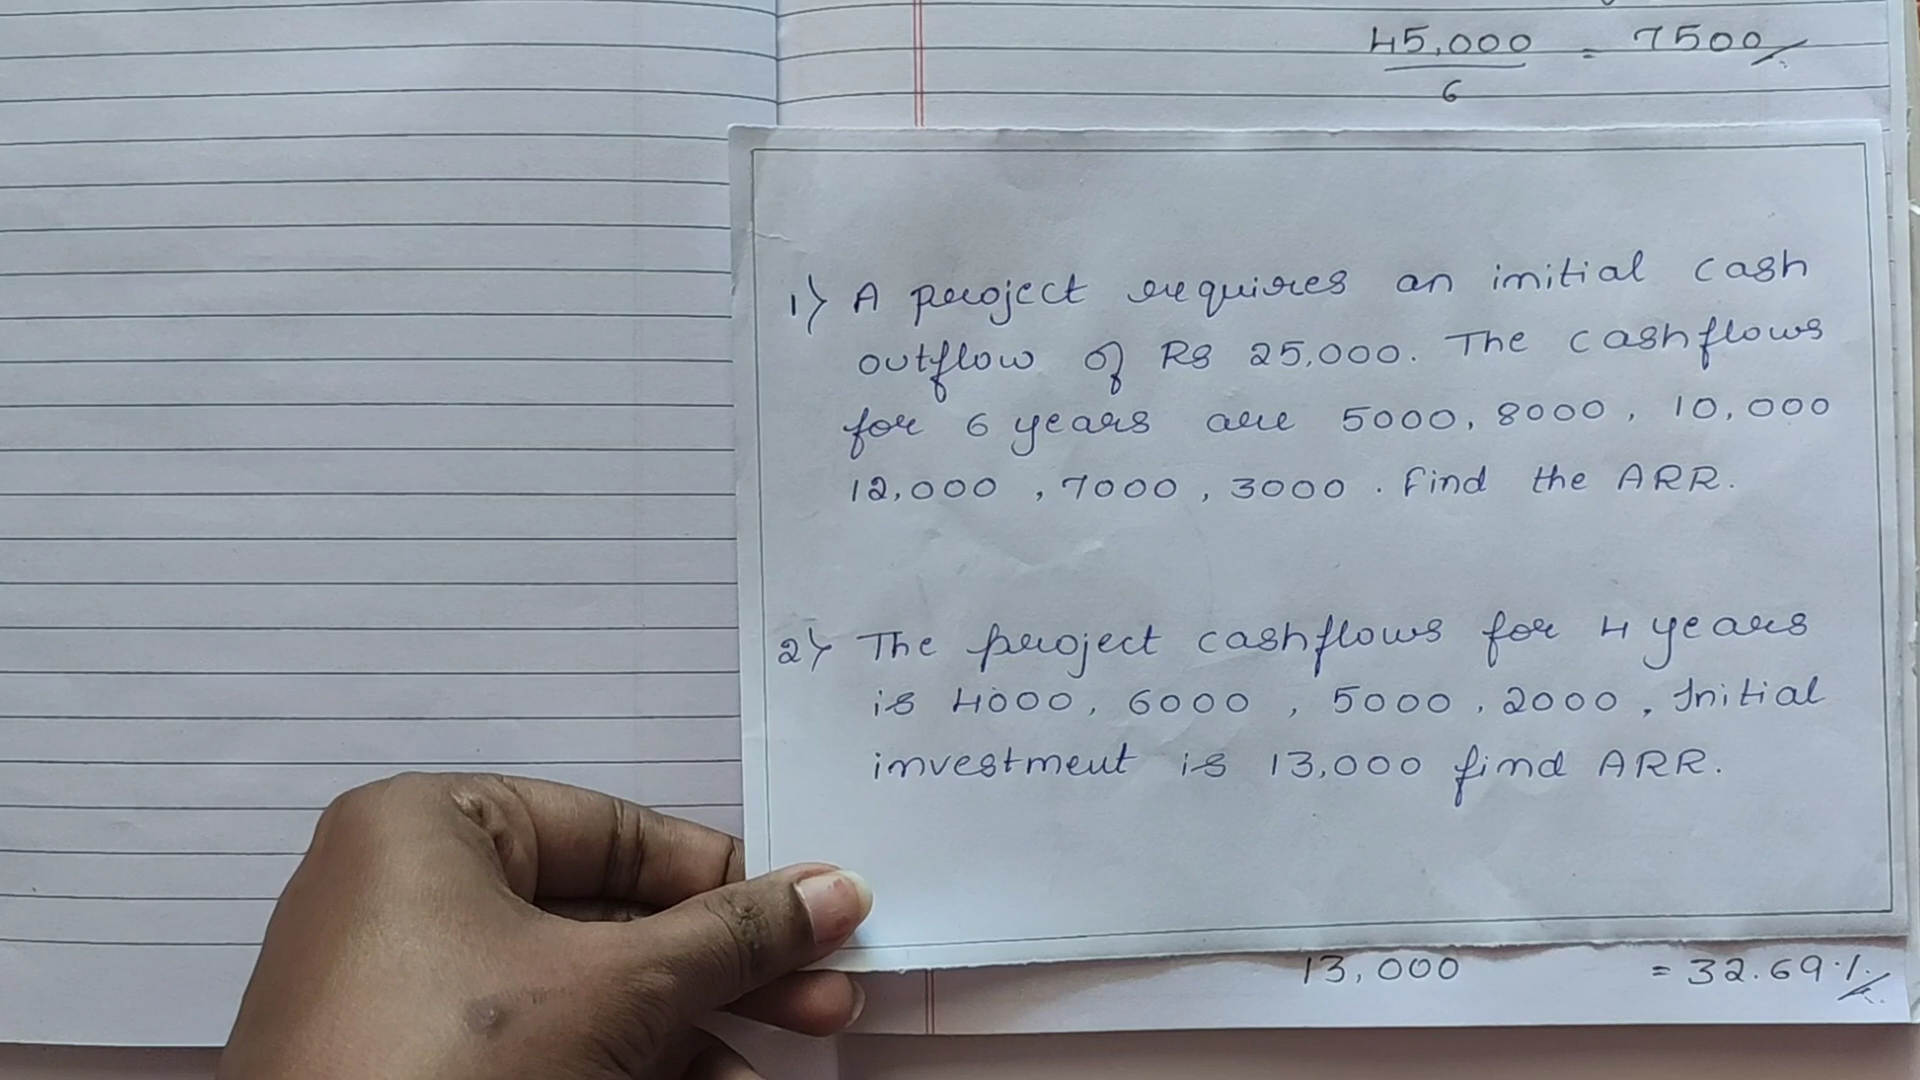 45,000 = 7500/-
6
1) A project requires an initial cash
outflow of RS 25,000. The cashflows
for 6 years are 5000, 8000, 10,000
12,000, 7000, 3000. Find the ARR.
2) The project cashflows for 4 years
is 4000, 6000, 5000, 2000, Initial
investment is 13,000 find ARR.
13,000 = 32.69%